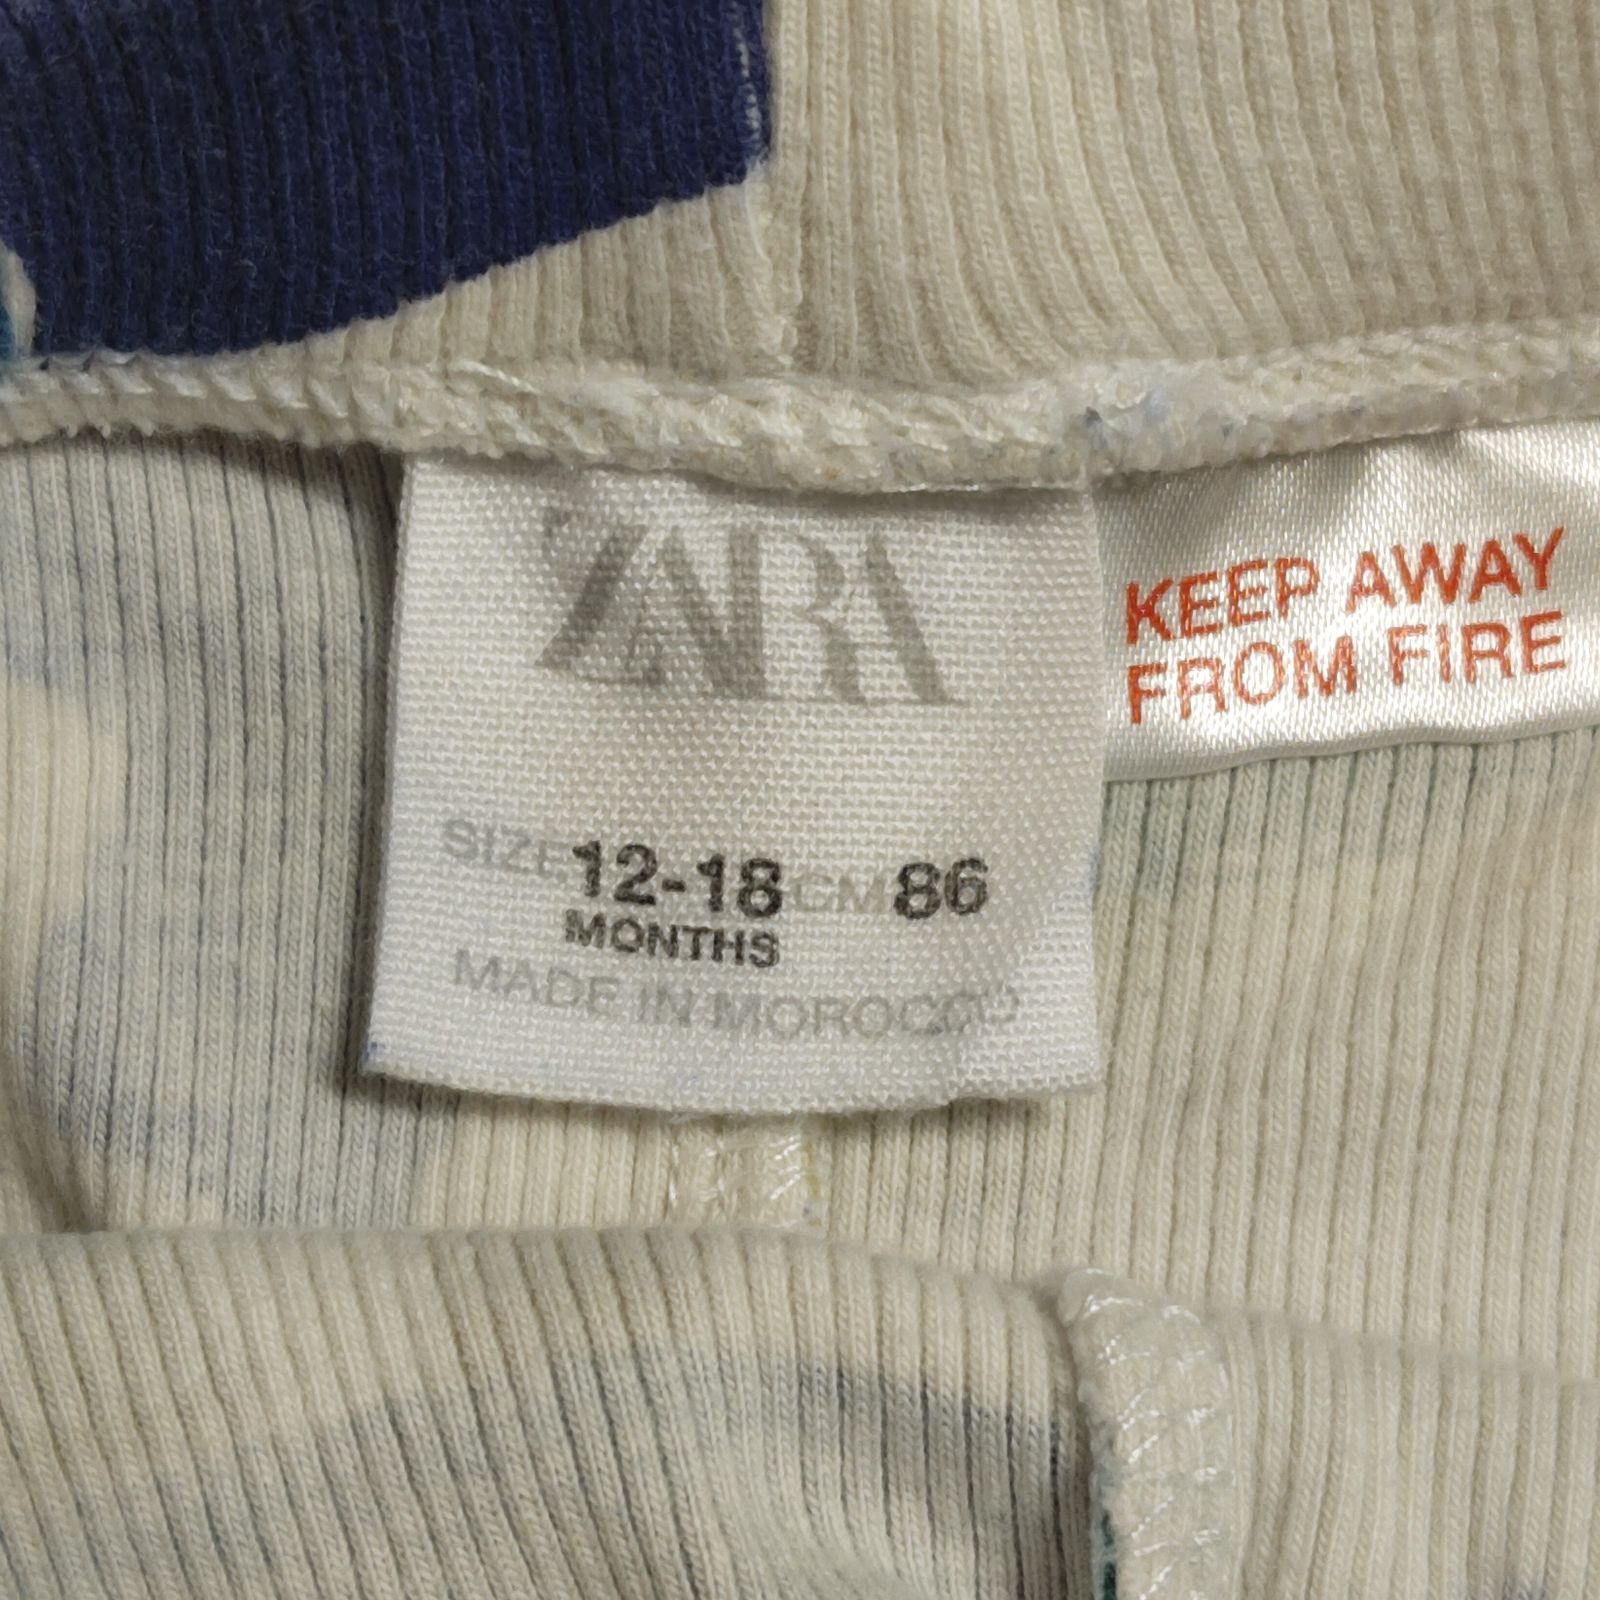 ZARA
KEEP AWAY
FROM FIRE
SIZE 12-18 CM 86
MONTHS
MADE IN MOROCCO